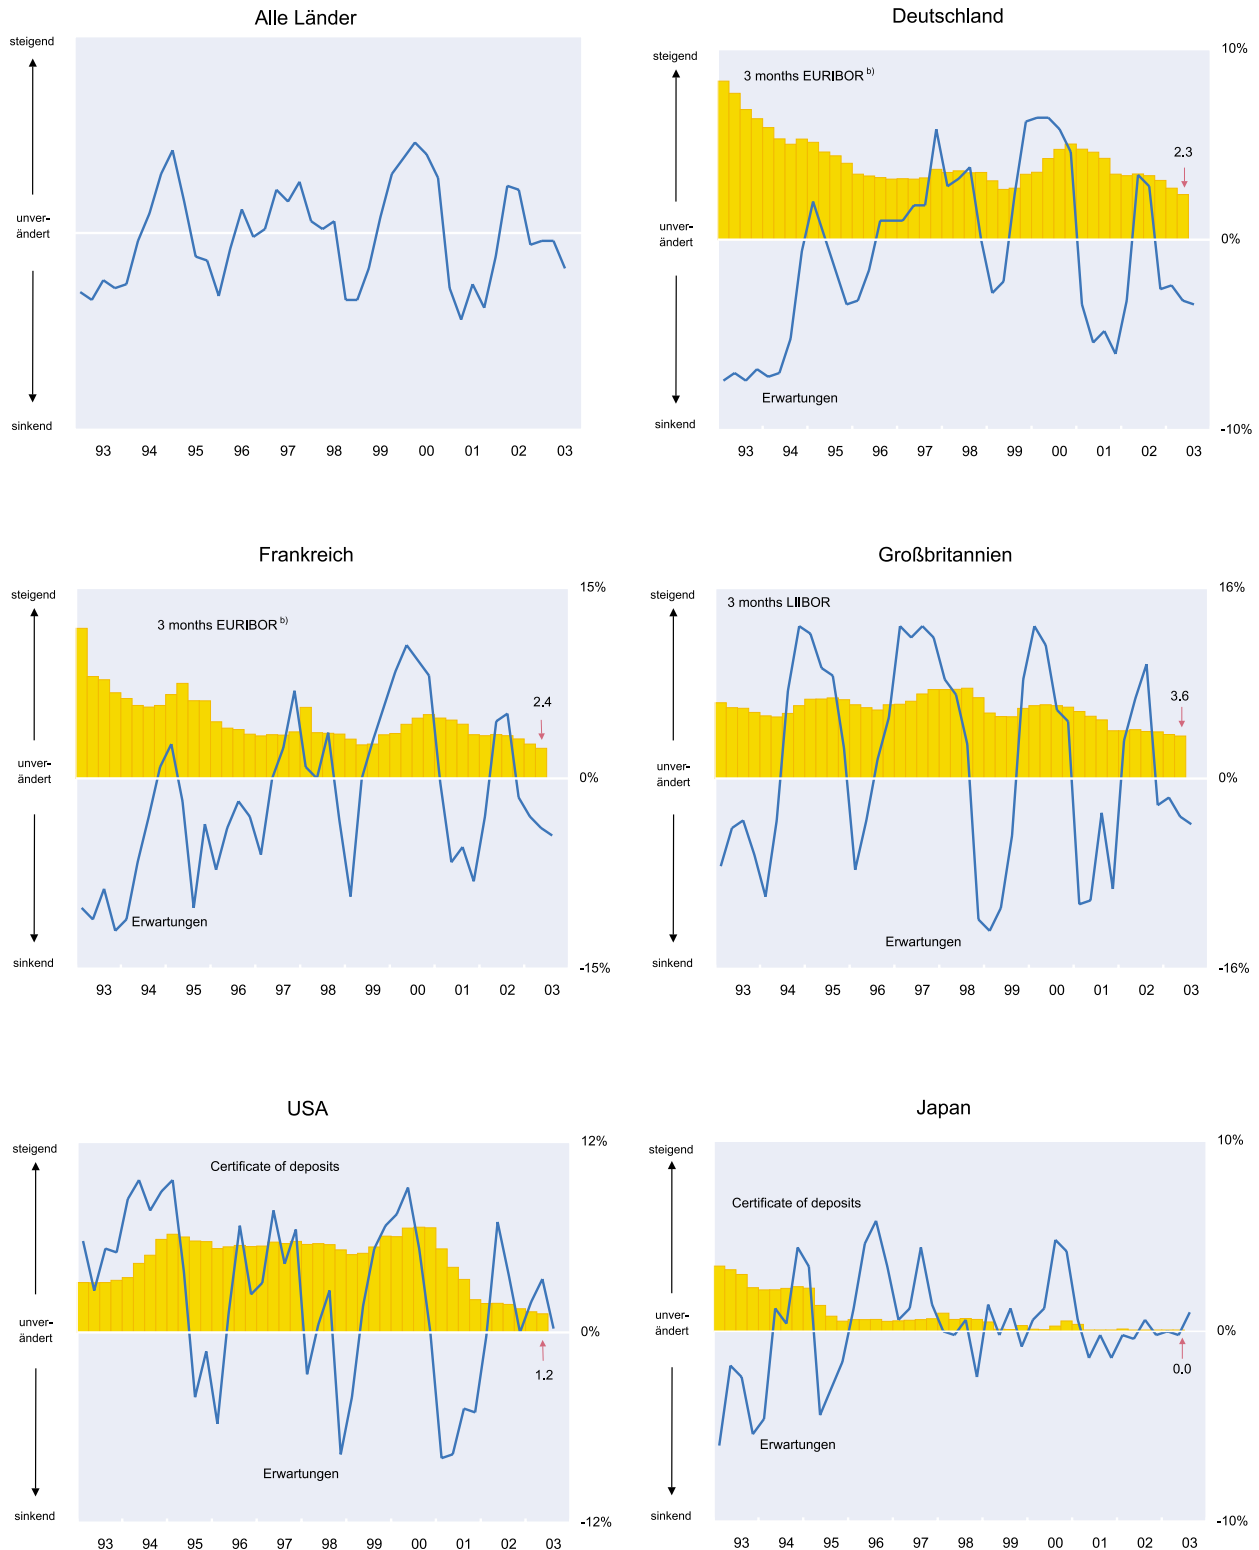 Alle Länder
steigend
unver-
ändert
sinkend
93 94 95 96 97 98 99 00 01 02 03
Deutschland
10%
steigend
3 months EURIBOR b)
2.3
unver-
ändert
0%
Erwartungen
sinkend
-10%
93 94 95 96 97 98 99 00 01 02 03
Frankreich
15%
steigend
3 months EURIBOR b)
2.4
unver-
ändert
0%
Erwartungen
sinkend
-15%
93 94 95 96 97 98 99 00 01 02 03
Großbritannien
16%
steigend
3 months LIIBOR
3.6
unver-
ändert
0%
Erwartungen
sinkend
-16%
93 94 95 96 97 98 99 00 01 02 03
USA
12%
steigend
Certificate of deposits
unver-
ändert
0%
1.2
Erwartungen
sinkend
-12%
93 94 95 96 97 98 99 00 01 02 03
Japan
10%
steigend
Certificate of deposits
unver-
ändert
0%
0.0
Erwartungen
sinkend
-10%
93 94 95 96 97 98 99 00 01 02 03